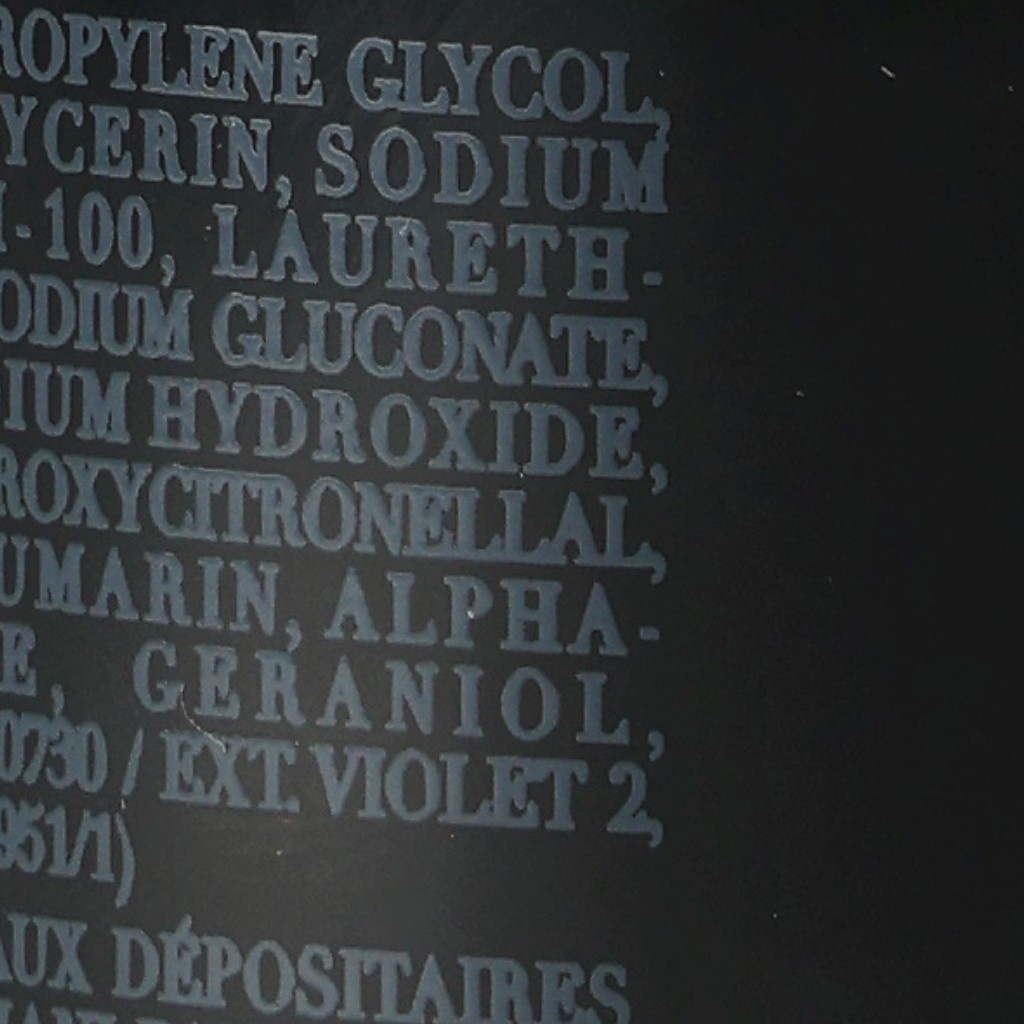 ROPYLENE GLYCOL,
YCERIN, SODIUM
-100, LAURETH-
ODIUM GLUCONATE,
IUM HYDROXIDE,
ROXYCITRONELLAL,
UMARIN, ALPHA-
E, GERANIOL,
0730 / EXT. VIOLET 2,
951/1)
AUX DÉPOSITAIRES